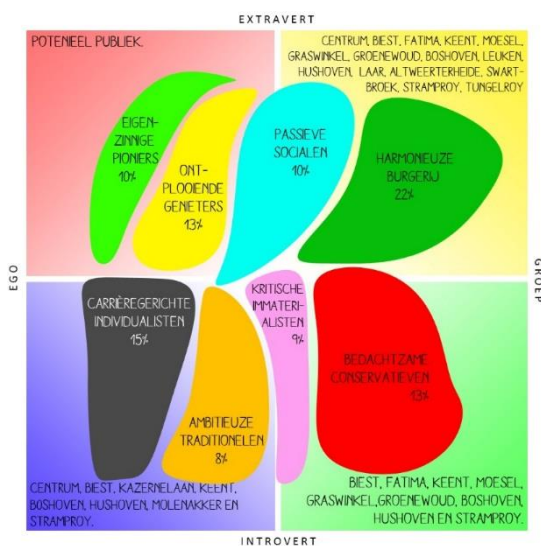 EXTRAVERT
POTENIEEL PUBLIEK.
CENTRUM, BIEST, FATIMA, KEENT, MOESEL,
GRASWINKEL, GROENEWOUD, BOSHOVEN, LEUKEN,
HUSHOVEN, LAAR, ALTWEERTERHEIDE, SWART-
BROEK, STRAMPROY, TUNGELROY
EIGEN-
ZINNIGE
PIONIERS
10%
ONT-
PLOOIENDE
GENIETERS
13%
PASSIEVE
SOCIALEN
10%
HARMONIEUZE
BURGERIJ
22%
EGO
GROEP
CARRIÈREGERICHTE
INDIVIDUALISTEN
15%
AMBITIEUZE
TRADITIONELEN
8%
KRITISCHE
IMMATERI-
ALISTEN
9%
BEDACHTZAME
CONSERVATIEVEN
13%
CENTRUM, BIEST, KAZERNELAAN, KEENT,
BOSHOVEN, HUSHOVEN, MOLENAKKER EN
STRAMPROY.
BIEST, FATIMA, KEENT, MOESEL,
GRASWINKEL,GROENEWOUD, BOSHOVEN,
HUSHOVEN EN STRAMPROY.
INTROVERT